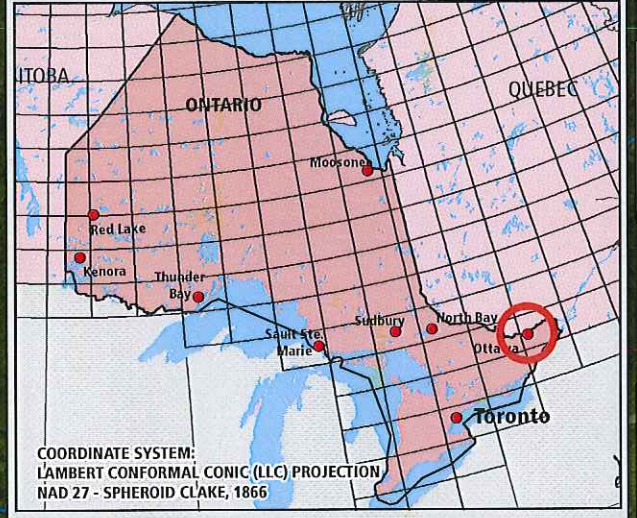 ITOBA
ONTARIO
QUEBEC
Moosonee
Red Lake
Kenora
Thunder
Bay
Sudbury
North Bay
Sault Ste.
Marie
Ottawa
Toronto
COORDINATE SYSTEM:
LAMBERT CONFORMAL CONIC (LLC) PROJECTION
NAD 27 - SPHEROID CLAKE, 1866